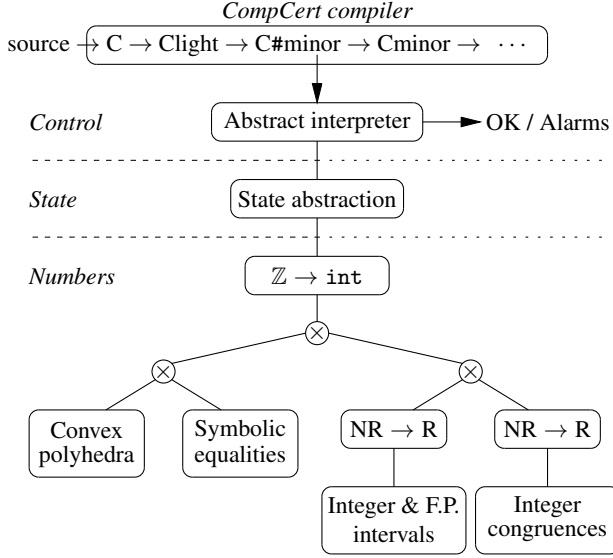 CompCert compiler
source → C → Clight → C#minor → Cminor → ···
Control
Abstract interpreter
OK / Alarms
State
State abstraction
Numbers
ℤ → int
⊗
⊗
⊗
Convex
polyhedra
Symbolic
equalities
NR → R
NR → R
Integer & F.P.
intervals
Integer
congruences